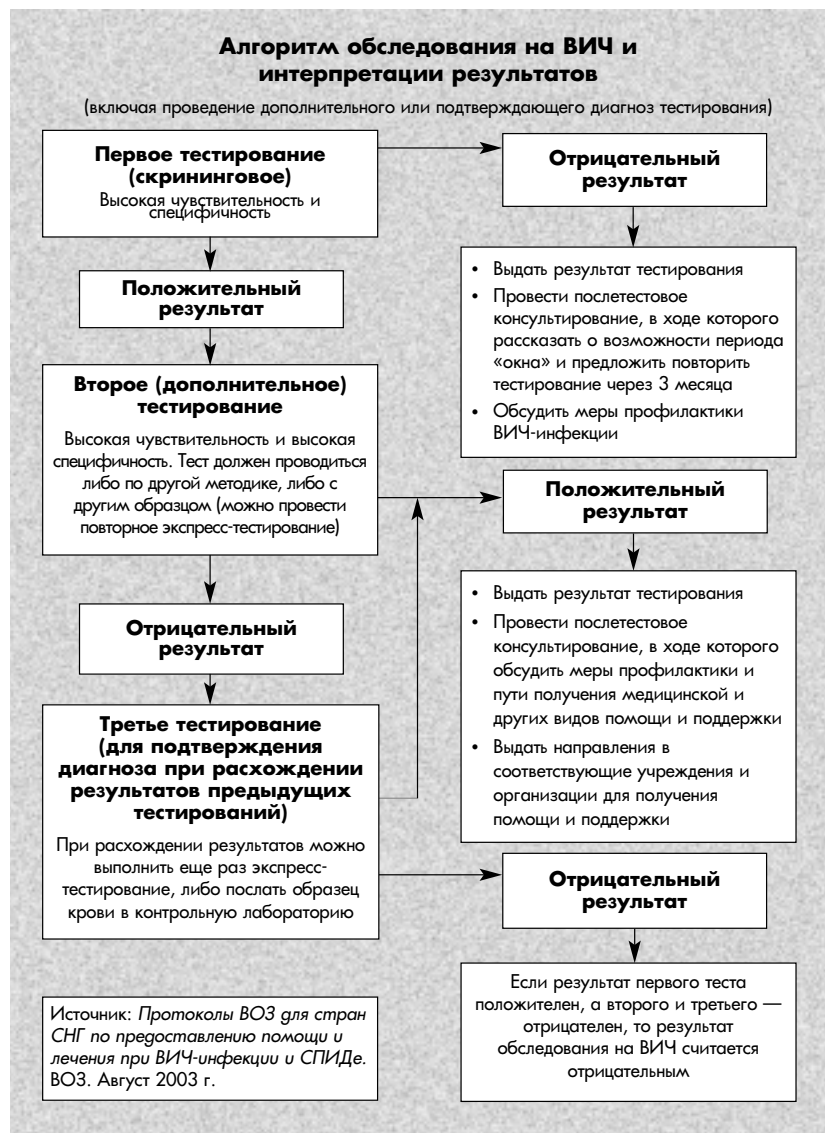 Алгоритм обследования на ВИЧ и
интерпретации результатов
(включая проведение дополнительного или подтверждающего диагноз тестирования)
Первое тестирование
(скрининговое)
Высокая чувствительность и
специфичность
Отрицательный
результат
• Выдать результат тестирования
• Провести послетестовое
консультирование, в ходе которого
рассказать о возможности периода
«окна» и предложить повторить
тестирование через 3 месяца
• Обсудить меры профилактики
ВИЧ-инфекции
Положительный
результат
Второе (дополнительное)
тестирование
Высокая чувствительность и высокая
специфичность. Тест должен проводиться
либо по другой методике, либо с
другим образцом (можно провести
повторное экспресс-тестирование)
Положительный
результат
• Выдать результат тестирования
• Провести послетестовое
консультирование, в ходе которого
обсудить меры профилактики и
пути получения медицинской и
других видов помощи и поддержки
• Выдать направления в
соответствующие учреждения и
организации для получения
помощи и поддержки
Отрицательный
результат
Третье тестирование
(для подтверждения
диагноза при расхождении
результатов предыдущих
тестирований)
При расхождении результатов можно
выполнить еще раз экспресс-
тестирование, либо послать образец
крови в контрольную лабораторию
Отрицательный
результат
Если результат первого теста
положителен, а второго и третьего —
отрицателен, то результат
обследования на ВИЧ считается
отрицательным
Источник: Протоколы ВОЗ для стран
СНГ по предоставлению помощи и
лечения при ВИЧ-инфекции и СПИДе.
ВОЗ. Август 2003 г.